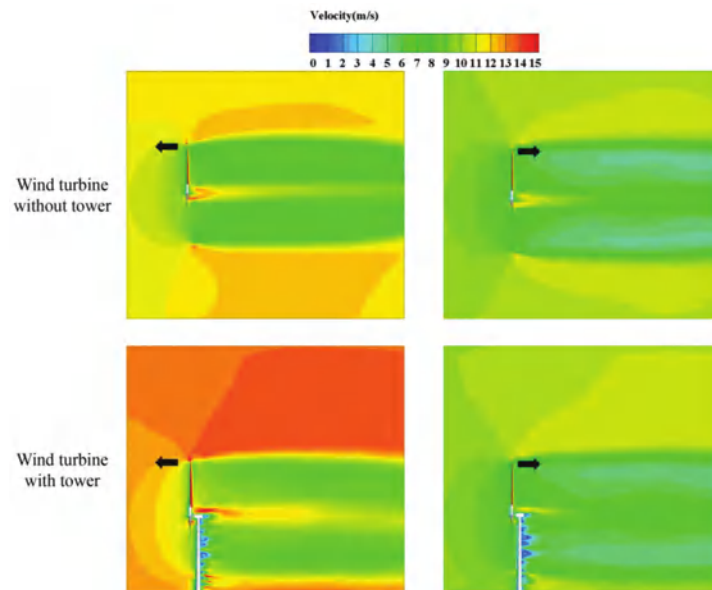 Velocity(m/s)
0 1 2 3 4 5 6 7 8 9 10 11 12 13 14 15
Wind turbine
without tower
Wind turbine
with tower